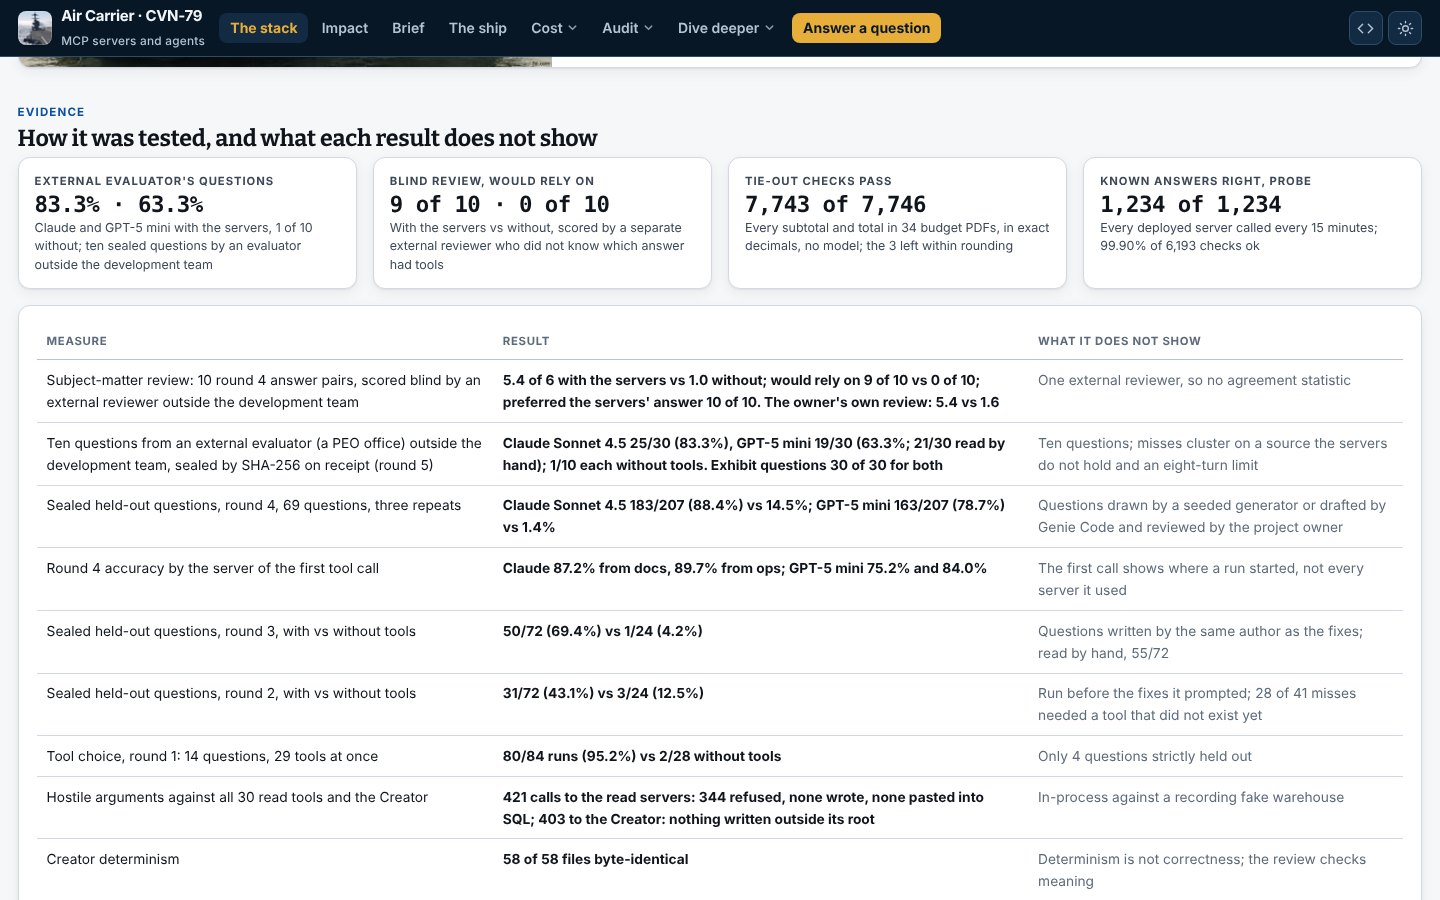 Air Carrier · CVN-79
MCP servers and agents
The stack
Impact
Brief
The ship
Cost
Audit
Dive deeper
Answer a question
EVIDENCE
How it was tested, and what each result does not show
EXTERNAL EVALUATOR'S QUESTIONS
83.3% · 63.3%
Claude and GPT-5 mini with the servers, 1 of 10
without; ten sealed questions by an evaluator
outside the development team
BLIND REVIEW, WOULD RELY ON
9 of 10 · 0 of 10
With the servers vs without, scored by a separate
external reviewer who did not know which answer
had tools
TIE-OUT CHECKS PASS
7,743 of 7,746
Every subtotal and total in 34 budget PDFs, in exact
decimals, no model; the 3 left within rounding
KNOWN ANSWERS RIGHT, PROBE
1,234 of 1,234
Every deployed server called every 15 minutes;
99.90% of 6,193 checks ok
MEASURE
RESULT
WHAT IT DOES NOT SHOW
Subject-matter review: 10 round 4 answer pairs, scored blind by an
external reviewer outside the development team
5.4 of 6 with the servers vs 1.0 without; would rely on 9 of 10 vs 0 of 10;
preferred the servers' answer 10 of 10. The owner's own review: 5.4 vs 1.6
One external reviewer, so no agreement statistic
Ten questions from an external evaluator (a PEO office) outside the
development team, sealed by SHA-256 on receipt (round 5)
Claude Sonnet 4.5 25/30 (83.3%), GPT-5 mini 19/30 (63.3%; 21/30 read by
hand); 1/10 each without tools. Exhibit questions 30 of 30 for both
Ten questions; misses cluster on a source the servers
do not hold and an eight-turn limit
Sealed held-out questions, round 4, 69 questions, three repeats
Claude Sonnet 4.5 183/207 (88.4%) vs 14.5%; GPT-5 mini 163/207 (78.7%)
vs 1.4%
Questions drawn by a seeded generator or drafted by
Genie Code and reviewed by the project owner
Round 4 accuracy by the server of the first tool call
Claude 87.2% from docs, 89.7% from ops; GPT-5 mini 75.2% and 84.0%
The first call shows where a run started, not every
server it used
Sealed held-out questions, round 3, with vs without tools
50/72 (69.4%) vs 1/24 (4.2%)
Questions written by the same author as the fixes;
read by hand, 55/72
Sealed held-out questions, round 2, with vs without tools
31/72 (43.1%) vs 3/24 (12.5%)
Run before the fixes it prompted; 28 of 41 misses
needed a tool that did not exist yet
Tool choice, round 1: 14 questions, 29 tools at once
80/84 runs (95.2%) vs 2/28 without tools
Only 4 questions strictly held out
Hostile arguments against all 30 read tools and the Creator
421 calls to the read servers: 344 refused, none wrote, none pasted into
SQL; 403 to the Creator: nothing written outside its root
In-process against a recording fake warehouse
Creator determinism
58 of 58 files byte-identical
Determinism is not correctness; the review checks
meaning